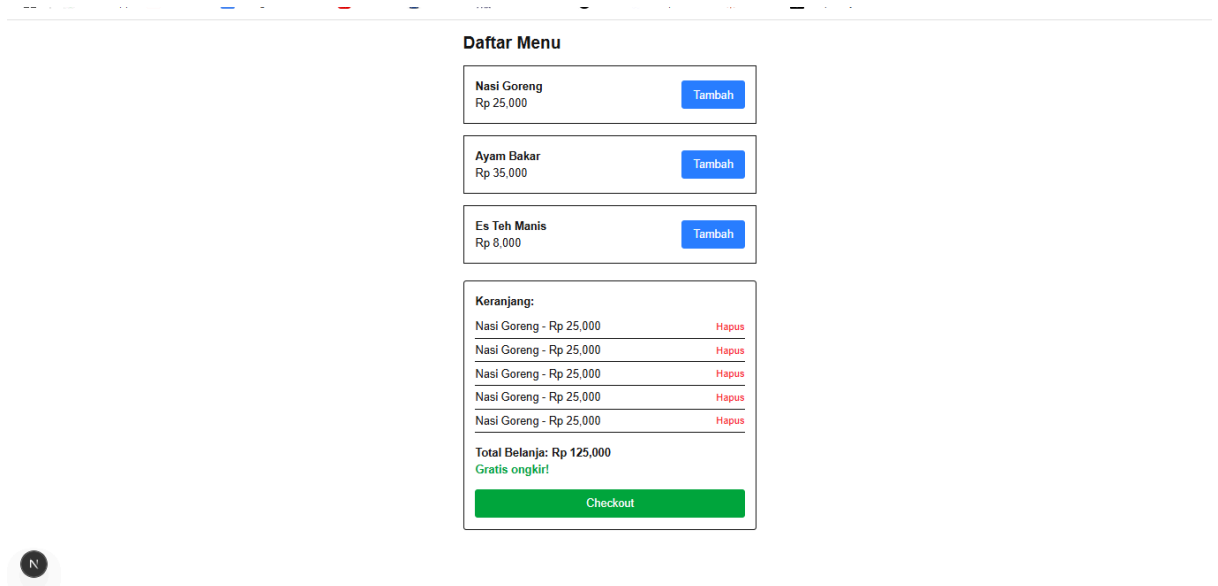 Daftar Menu
Nasi Goreng
Rp 25,000
Tambah
Ayam Bakar
Rp 35,000
Tambah
Es Teh Manis
Rp 8,000
Tambah
Keranjang:
Nasi Goreng - Rp 25,000 Hapus
Nasi Goreng - Rp 25,000 Hapus
Nasi Goreng - Rp 25,000 Hapus
Nasi Goreng - Rp 25,000 Hapus
Nasi Goreng - Rp 25,000 Hapus
Total Belanja: Rp 125,000
Gratis ongkir!
Checkout
N